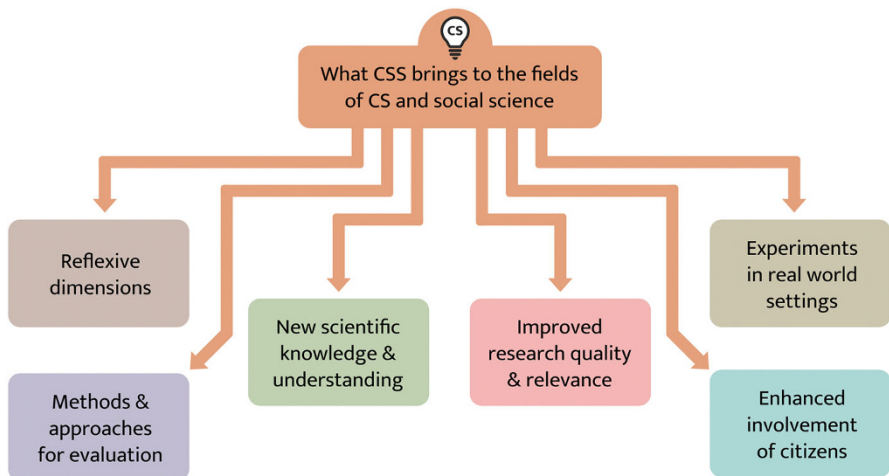 CS
What CSS brings to the fields
of CS and social science
Reflexive
dimensions
Experiments
in real world
settings
New scientific
knowledge &
understanding
Improved
research quality
& relevance
Methods &
approaches
for evaluation
Enhanced
involvement
of citizens